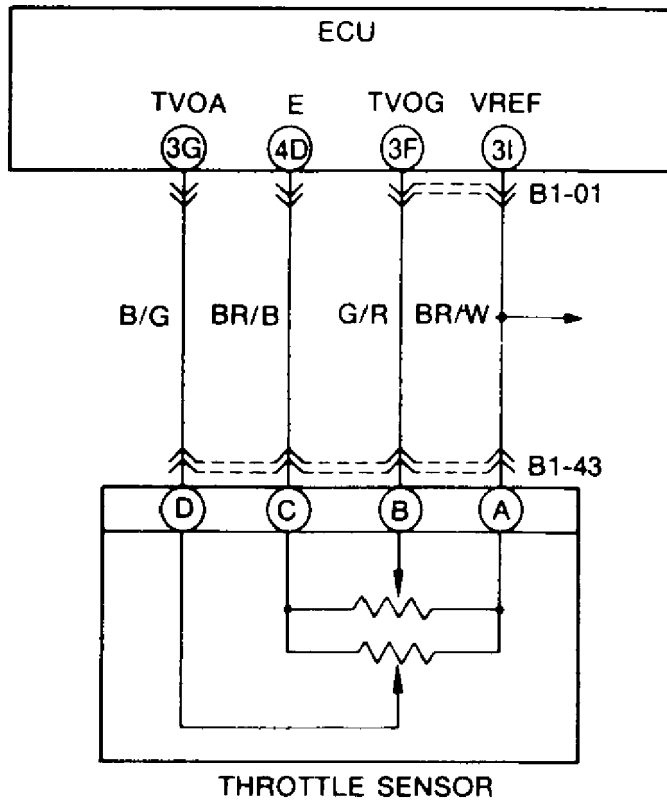 ECU
TVOA E TVOG VREF
3G 4D 3F 3I
B1-01
B/G BR/B G/R BR/W
B1-43
D C B A
THROTTLE SENSOR